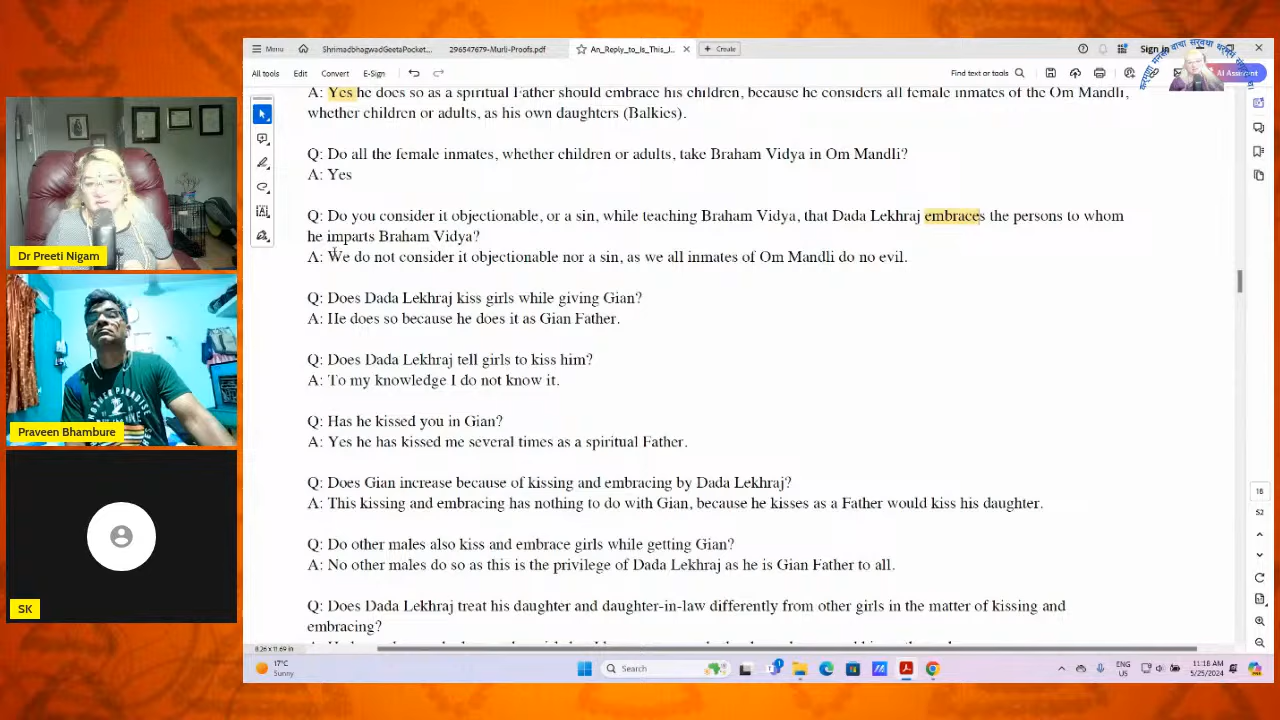 Menu
ShrimadbhagwadGeetaPocket...
296547679-Murli-Proofs.pdf
An_Reply_to_Is_This_J...
Create
Sign in
All tools
Edit
Convert
E-Sign
Find text or tools
AI Assistant
A: Yes he does so as a spiritual Father should embrace his children, because he considers all female inmates of the Om Mandli,
whether children or adults, as his own daughters (Balkies).
Q: Do all the female inmates, whether children or adults, take Braham Vidya in Om Mandli?
A: Yes
Q: Do you consider it objectionable, or a sin, while teaching Braham Vidya, that Dada Lekhraj embraces the persons to whom
he imparts Braham Vidya?
A: We do not consider it objectionable nor a sin, as we all inmates of Om Mandli do no evil.
Q: Does Dada Lekhraj kiss girls while giving Gian?
A: He does so because he does it as Gian Father.
Q: Does Dada Lekhraj tell girls to kiss him?
A: To my knowledge I do not know it.
Q: Has he kissed you in Gian?
A: Yes he has kissed me several times as a spiritual Father.
Q: Does Gian increase because of kissing and embracing by Dada Lekhraj?
A: This kissing and embracing has nothing to do with Gian, because he kisses as a Father would kiss his daughter.
Q: Do other males also kiss and embrace girls while getting Gian?
A: No other males do so as this is the privilege of Dada Lekhraj as he is Gian Father to all.
Q: Does Dada Lekhraj treat his daughter and daughter-in-law differently from other girls in the matter of kissing and
embracing?
18
52
8.26 x 11.69 in
Dr Preeti Nigam
Praveen Bhambure
SK
17°C
Sunny
Search
ENG
US
11:18 AM
5/25/2024